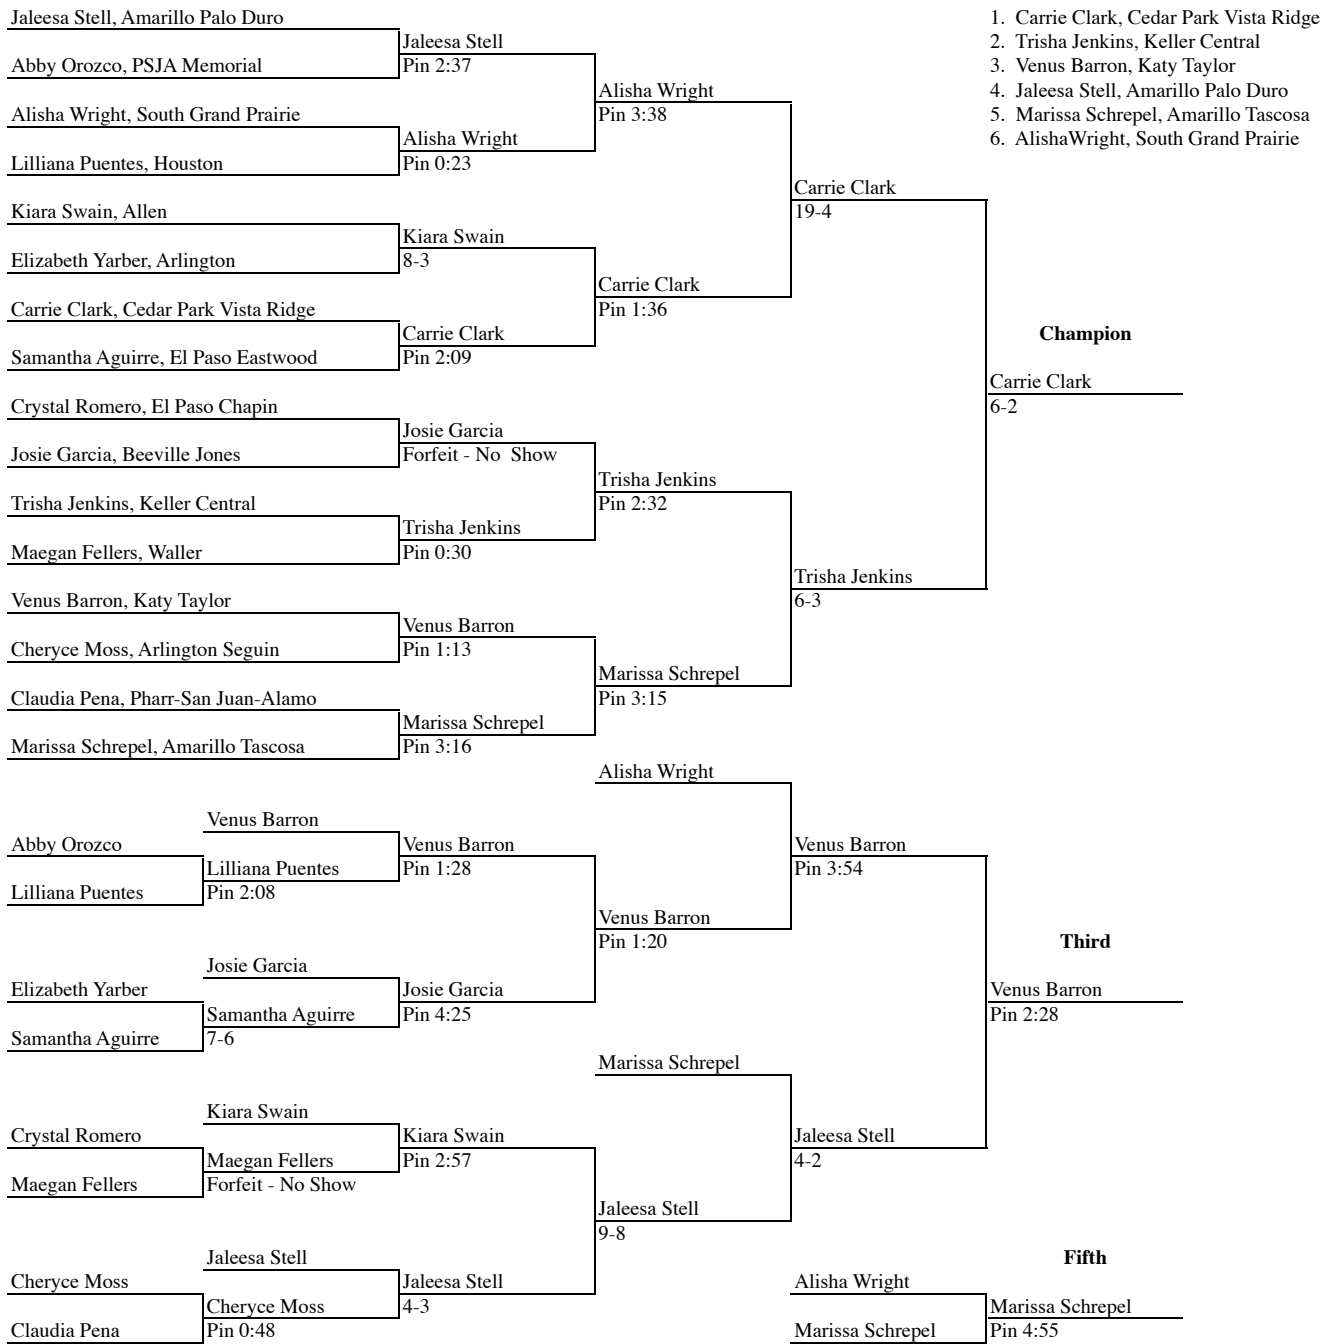 Jaleesa Stell, Amarillo Palo Duro
Jaleesa Stell
Abby Orozco, PSJA Memorial
Pin 2:37
Alisha Wright
Alisha Wright, South Grand Prairie
Pin 3:38
Alisha Wright
Lilliana Puentes, Houston
Pin 0:23
Carrie Clark
Kiara Swain, Allen
19-4
Kiara Swain
Elizabeth Yarber, Arlington
8-3
Carrie Clark
Carrie Clark, Cedar Park Vista Ridge
Pin 1:36
Carrie Clark
Samantha Aguirre, El Paso Eastwood
Pin 2:09
1. Carrie Clark, Cedar Park Vista Ridge
2. Trisha Jenkins, Keller Central
3. Venus Barron, Katy Taylor
4. Jaleesa Stell, Amarillo Palo Duro
5. Marissa Schrepel, Amarillo Tascosa
6. AlishaWright, South Grand Prairie
Champion
Carrie Clark
6-2
Crystal Romero, El Paso Chapin
Josie Garcia
Josie Garcia, Beeville Jones
Forfeit - No Show
Trisha Jenkins
Trisha Jenkins, Keller Central
Pin 2:32
Trisha Jenkins
Maegan Fellers, Waller
Pin 0:30
Trisha Jenkins
6-3
Venus Barron, Katy Taylor
Venus Barron
Cheryce Moss, Arlington Seguin
Pin 1:13
Marissa Schrepel
Claudia Pena, Pharr-San Juan-Alamo
Pin 3:15
Marissa Schrepel
Marissa Schrepel, Amarillo Tascosa
Pin 3:16
Alisha Wright
Venus Barron
Abby Orozco
Venus Barron
Venus Barron
Lilliana Puentes
Pin 1:28
Pin 3:54
Lilliana Puentes
Pin 2:08
Venus Barron
Pin 1:20
Third
Josie Garcia
Elizabeth Yarber
Josie Garcia
Venus Barron
Samantha Aguirre
Pin 4:25
Pin 2:28
Samantha Aguirre
7-6
Marissa Schrepel
Kiara Swain
Crystal Romero
Kiara Swain
Jaleesa Stell
Maegan Fellers
Pin 2:57
4-2
Maegan Fellers
Forfeit - No Show
Jaleesa Stell
9-8
Jaleesa Stell
Fifth
Cheryce Moss
Jaleesa Stell
Alisha Wright
Cheryce Moss
4-3
Marissa Schrepel
Claudia Pena
Pin 0:48
Marissa Schrepel
Pin 4:55